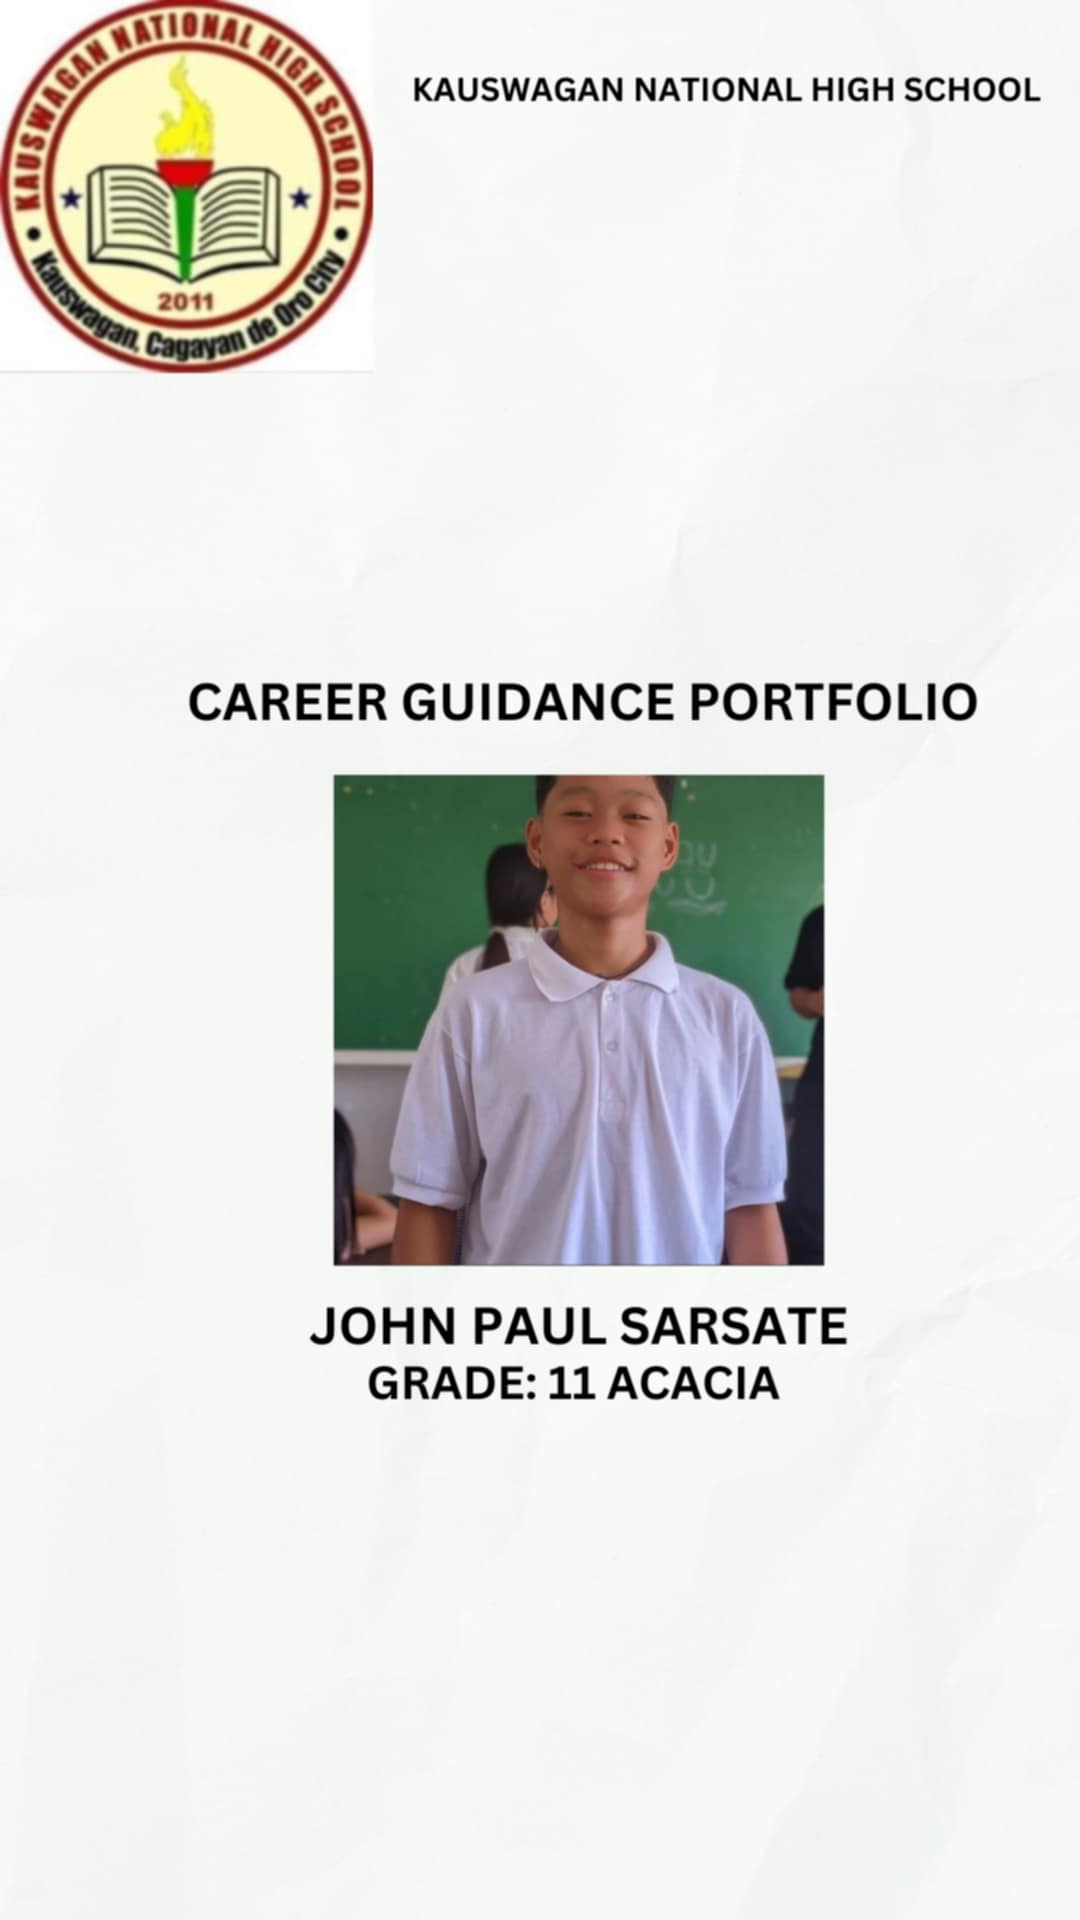 KAUSWAGAN NATIONAL HIGH SCHOOL
Kauswagan, Cagayan de Oro City
2011
KAUSWAGAN NATIONAL HIGH SCHOOL
CAREER GUIDANCE PORTFOLIO
JOHN PAUL SARSATE
GRADE: 11 ACACIA